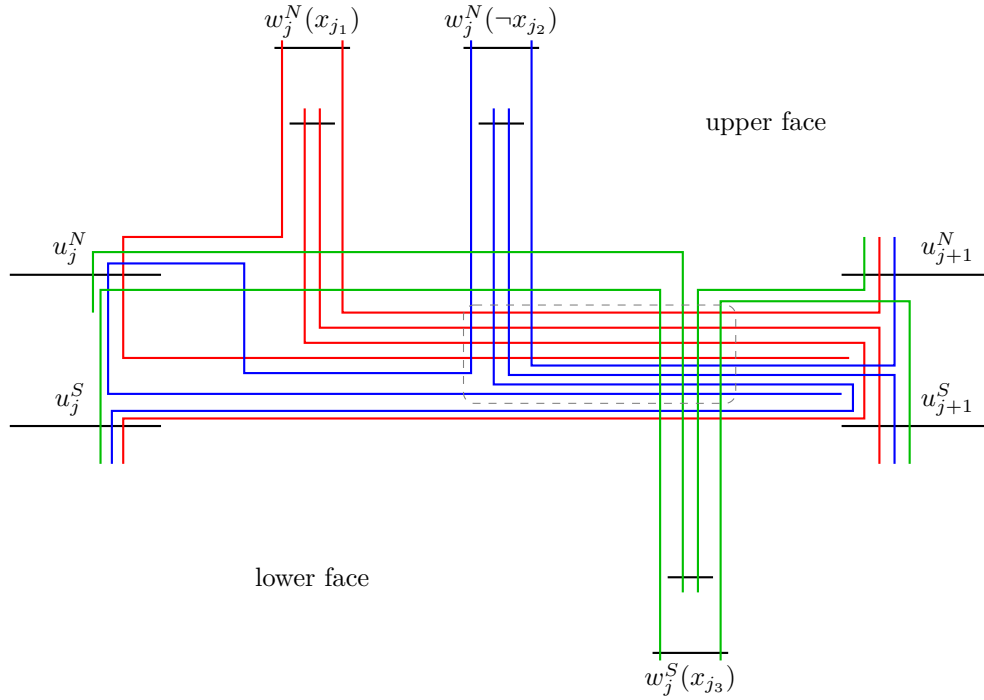 w_j^N(x_{j_1}) w_j^N(¬x_{j_2})
upper face
u_j^N u_{j+1}^N
u_j^S u_{j+1}^S
lower face
w_j^S(x_{j_3})